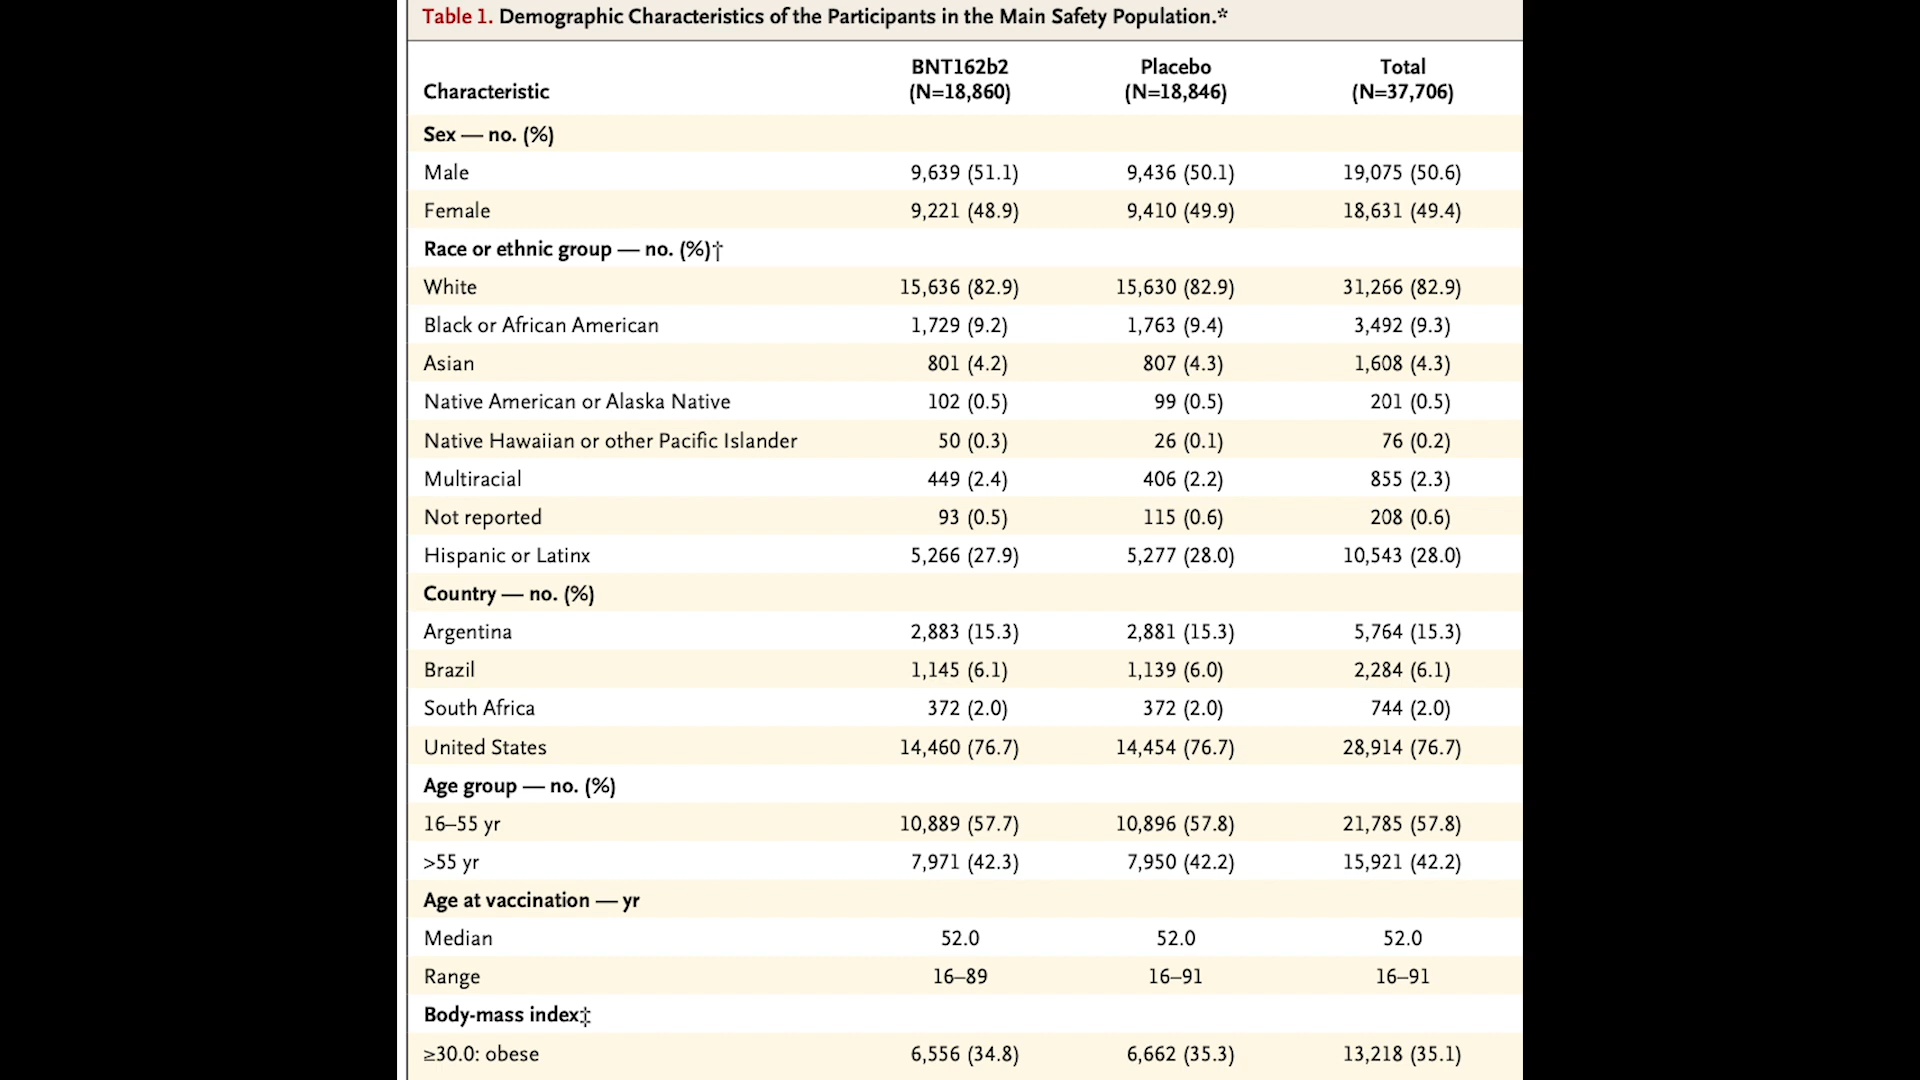 Table 1. Demographic Characteristics of the Participants in the Main Safety Population.*
Characteristic BNT162b2 (N=18,860) Placebo (N=18,846) Total (N=37,706)
Sex — no. (%)
Male 9,639 (51.1) 9,436 (50.1) 19,075 (50.6)
Female 9,221 (48.9) 9,410 (49.9) 18,631 (49.4)
Race or ethnic group — no. (%)†
White 15,636 (82.9) 15,630 (82.9) 31,266 (82.9)
Black or African American 1,729 (9.2) 1,763 (9.4) 3,492 (9.3)
Asian 801 (4.2) 807 (4.3) 1,608 (4.3)
Native American or Alaska Native 102 (0.5) 99 (0.5) 201 (0.5)
Native Hawaiian or other Pacific Islander 50 (0.3) 26 (0.1) 76 (0.2)
Multiracial 449 (2.4) 406 (2.2) 855 (2.3)
Not reported 93 (0.5) 115 (0.6) 208 (0.6)
Hispanic or Latinx 5,266 (27.9) 5,277 (28.0) 10,543 (28.0)
Country — no. (%)
Argentina 2,883 (15.3) 2,881 (15.3) 5,764 (15.3)
Brazil 1,145 (6.1) 1,139 (6.0) 2,284 (6.1)
South Africa 372 (2.0) 372 (2.0) 744 (2.0)
United States 14,460 (76.7) 14,454 (76.7) 28,914 (76.7)
Age group — no. (%)
16–55 yr 10,889 (57.7) 10,896 (57.8) 21,785 (57.8)
>55 yr 7,971 (42.3) 7,950 (42.2) 15,921 (42.2)
Age at vaccination — yr
Median 52.0 52.0 52.0
Range 16–89 16–91 16–91
Body-mass index‡
≥30.0: obese 6,556 (34.8) 6,662 (35.3) 13,218 (35.1)